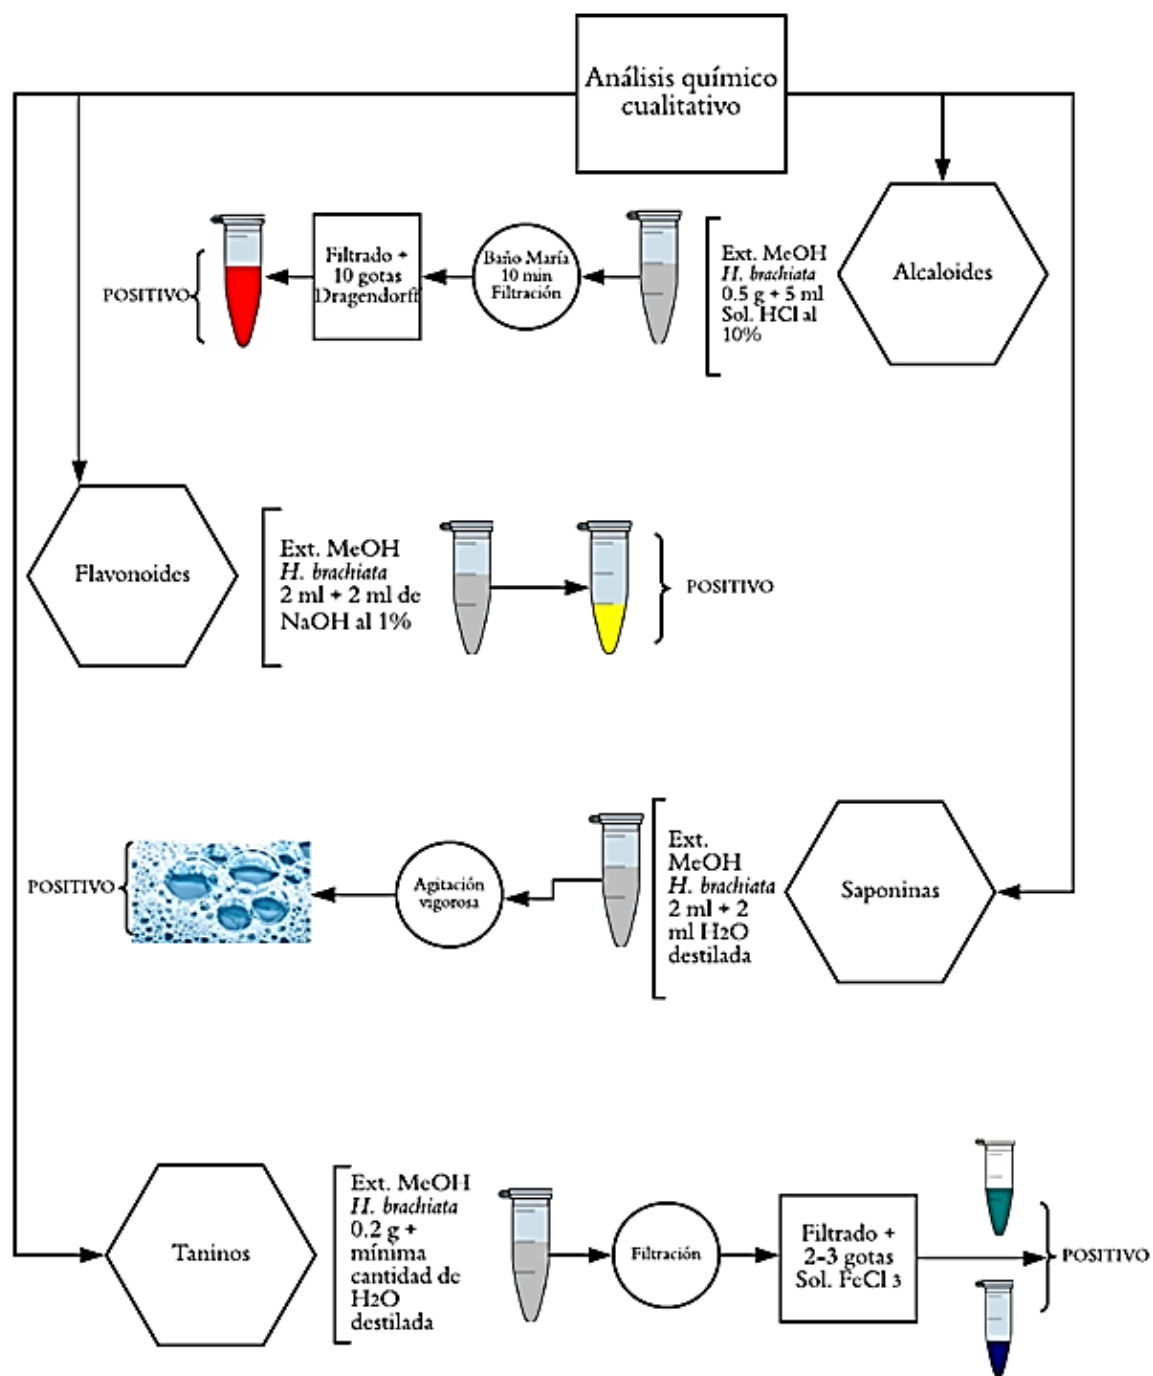 Análisis químico
cualitativo
Alcaloides
Ext. MeOH
H. brachiata
0.5 g + 5 ml
Sol. HCl al
10%
Baño María
10 min
Filtración
Filtrado +
10 gotas
Dragendorff
POSITIVO
Flavonoides
Ext. MeOH
H. brachiata
2 ml + 2 ml de
NaOH al 1%
POSITIVO
Saponinas
Ext.
MeOH
H. brachiata
2 ml + 2
ml H2O
destilada
Agitación
vigorosa
POSITIVO
Taninos
Ext. MeOH
H. brachiata
0.2 g +
mínima
cantidad de
H2O
destilada
Filtración
Filtrado +
2-3 gotas
Sol. FeCl 3
POSITIVO